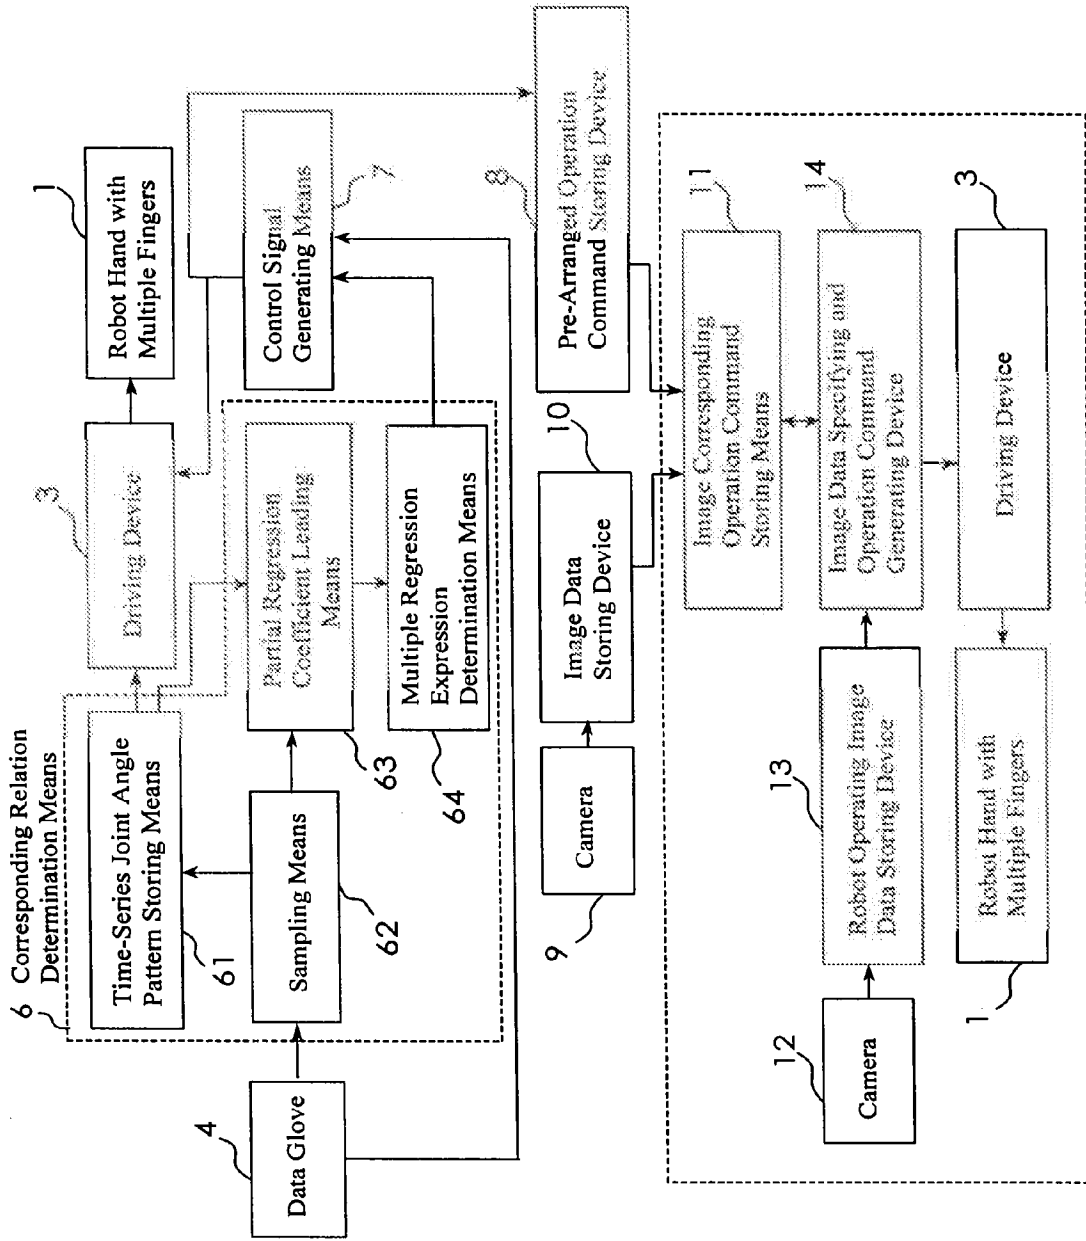 6 Corresponding Relation
Determination Means
Time-Series Joint Angle
Pattern Storing Means
61
3
Driving Device
1
Robot Hand with
Multiple Fingers
4
Data Glove
Sampling Means
62
Partial Regression
Coefficient Leading
Means
63
Control Signal
Generating Means
7
Multiple Regression
Expression
Determination Means
64
9
Camera
10
Image Data
Storing Device
8
Pre-Arranged Operation
Command Storing Device
11
Image Corresponding
Operation Command
Storing Means
12
Camera
13
Robot Operating Image
Data Storing Device
14
Image Data Specifying and
Operation Command
Generating Device
1
Robot Hand with
Multiple Fingers
3
Driving Device